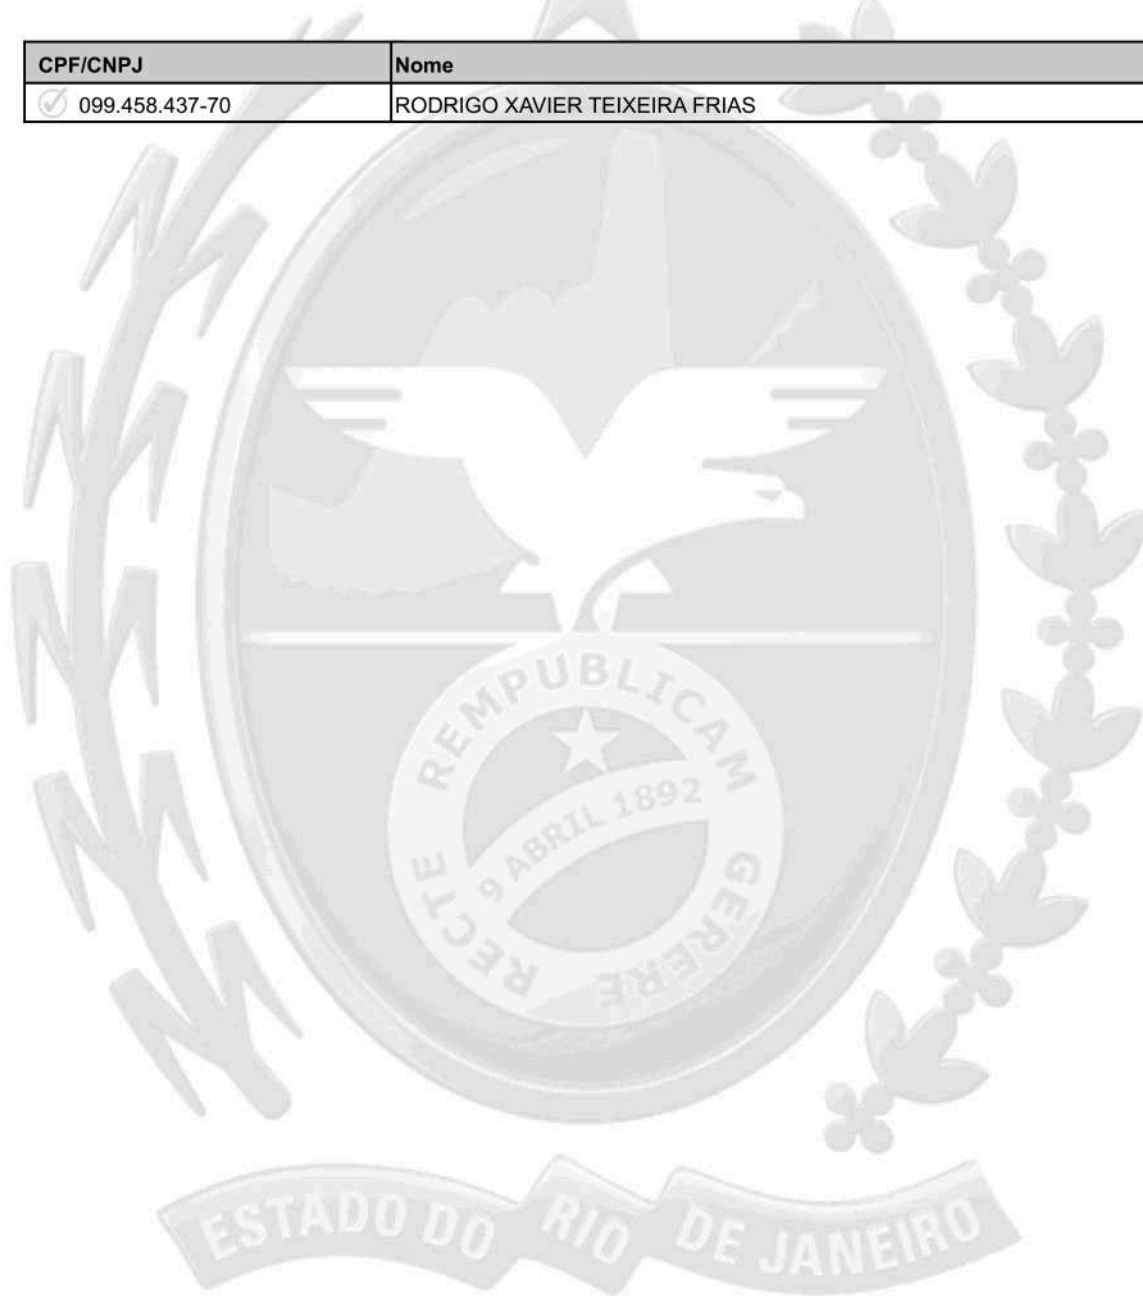 CPF/CNPJ Nome
099.458.437-70 RODRIGO XAVIER TEIXEIRA FRIAS
RECTE REMPUBLICAM GERERE
9 ABRIL 1892
ESTADO DO RIO DE JANEIRO